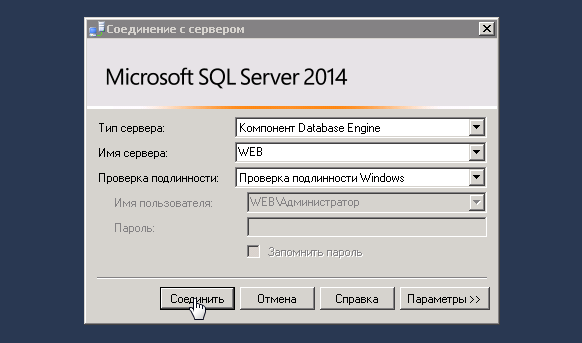 Соединение с сервером
Microsoft SQL Server 2014
Тип сервера: Компонент Database Engine
Имя сервера: WEB
Проверка подлинности: Проверка подлинности Windows
Имя пользователя: WEB\Администратор
Пароль:
Запомнить пароль
Соединить Отмена Справка Параметры >>